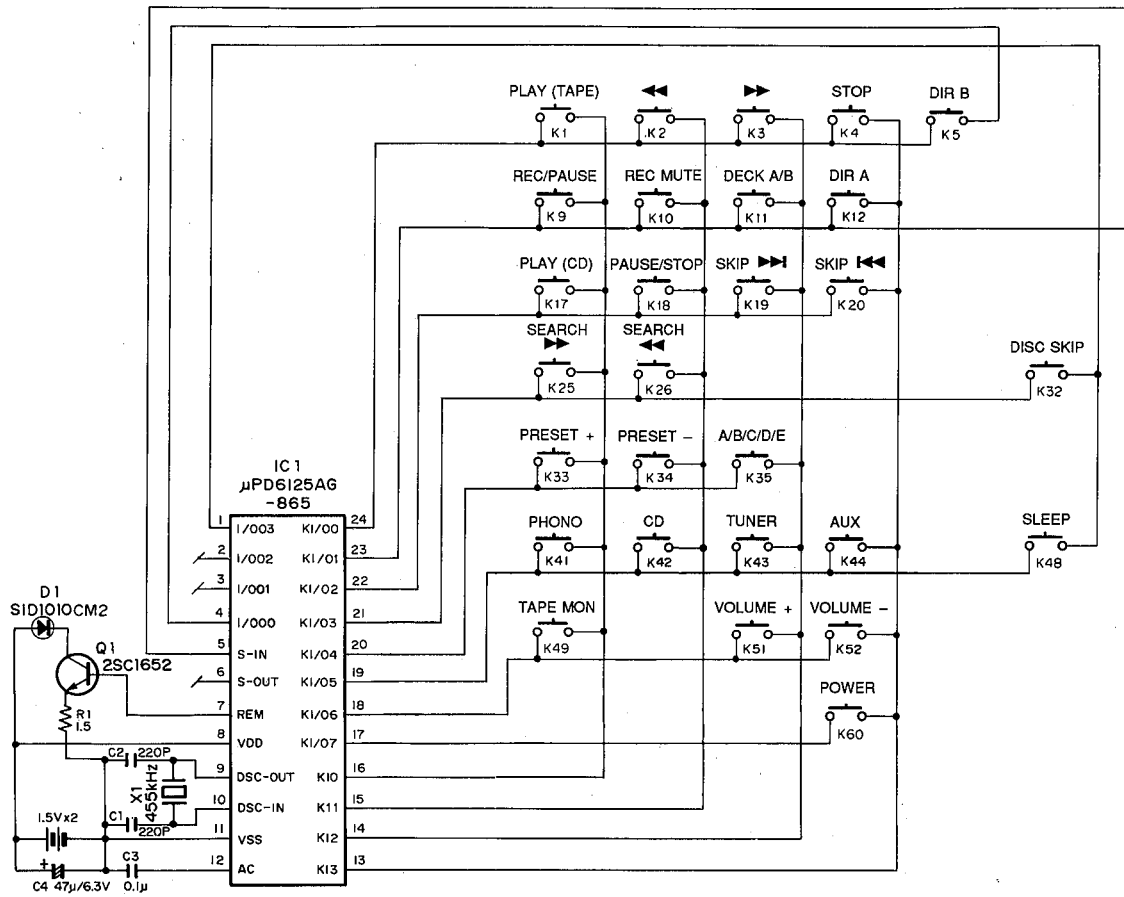 PLAY (TAPE) ◀◀ ▶▶ STOP DIR B
K1 K2 K3 K4 K5
REC/PAUSE REC MUTE DECK A/B DIR A
K9 K10 K11 K12
PLAY (CD) PAUSE/STOP SKIP ▶▶| SKIP |◀◀
K17 K18 K19 K20
SEARCH ▶▶ SEARCH ◀◀ DISC SKIP
K25 K26 K32
PRESET + PRESET – A/B/C/D/E
K33 K34 K35
PHONO CD TUNER AUX SLEEP
K41 K42 K43 K44 K48
TAPE MON VOLUME + VOLUME –
K49 K51 K52
POWER
K60
IC1
µPD6125AG
-865
1 I/003 KI/00 24
2 I/002 KI/01 23
3 I/001 KI/02 22
4 I/000 KI/03 21
5 S-IN KI/04 20
6 S-OUT KI/05 19
7 REM KI/06 18
8 VDD KI/07 17
9 DSC-OUT K10 16
10 DSC-IN K11 15
11 VSS K12 14
12 AC K13 13
D1
SID1010CM2
Q1
2SC1652
R1
1.5
C2 220P
X1
455kHz
C1
220P
1.5V×2
+
C4 47µ/6.3V
C3
0.1µ